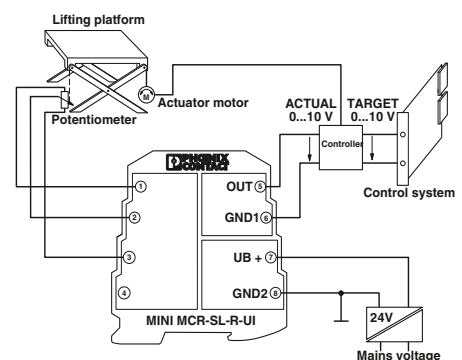 Lifting platform
M
Actuator motor
Potentiometer
ACTUAL
0...10 V
TARGET
0...10 V
Controller
Control system
PHOENIX
CONTACT
1
OUT 5
2
GND1 6
3
UB + 7
4
GND2 8
24V
MINI MCR-SL-R-UI
Mains voltage